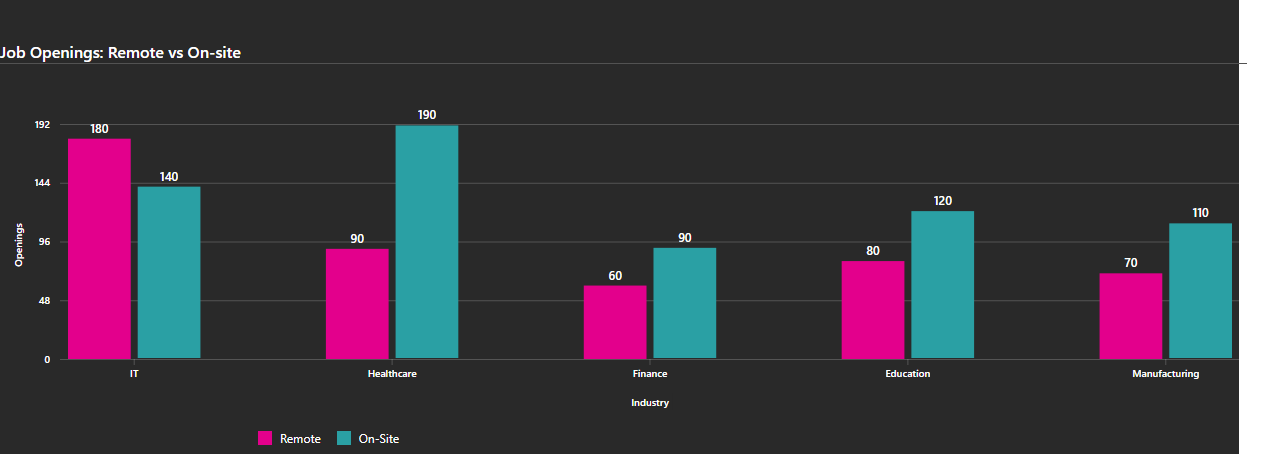 Job Openings: Remote vs On-site
192
144
96
48
0
Openings
180
140
90
190
60
90
80
120
70
110
IT
Healthcare
Finance
Education
Manufacturing
Industry
Remote
On-Site